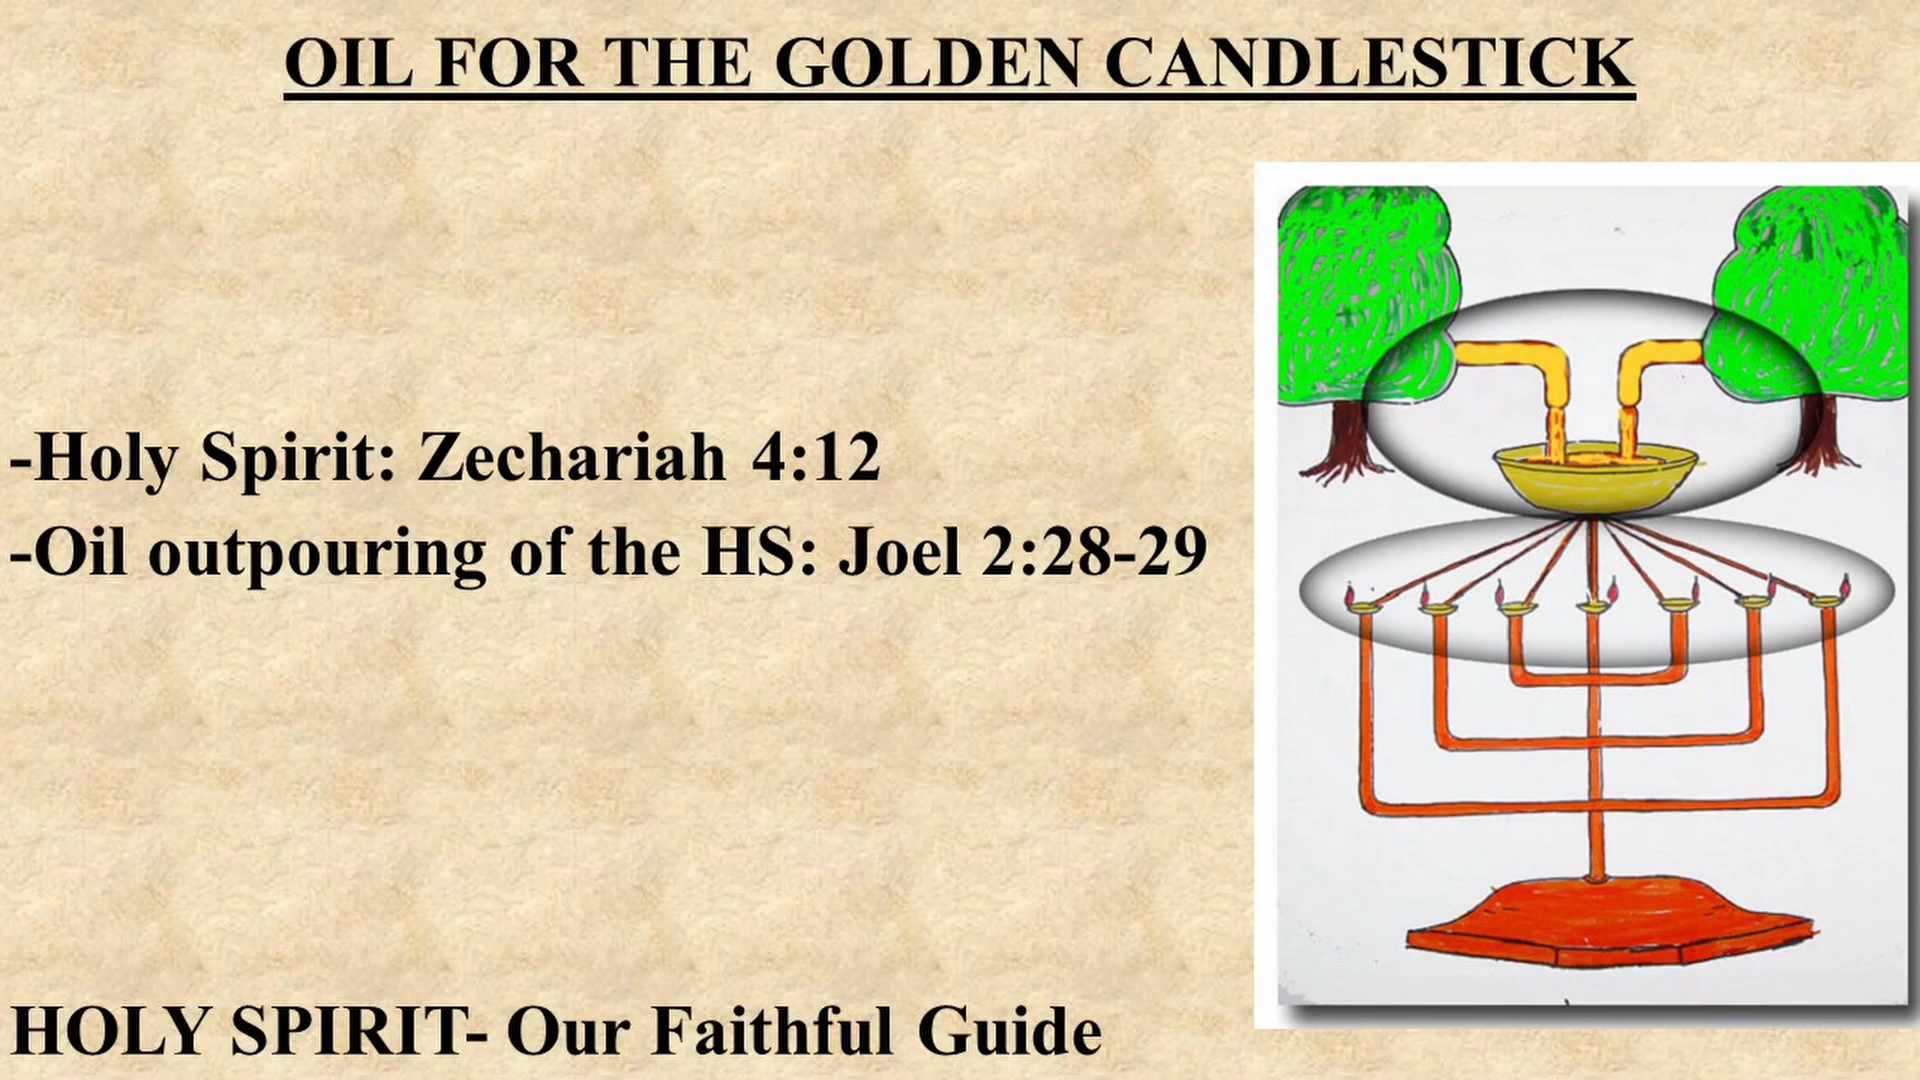 OIL FOR THE GOLDEN CANDLESTICK
-Holy Spirit: Zechariah 4:12
-Oil outpouring of the HS: Joel 2:28-29
HOLY SPIRIT- Our Faithful Guide